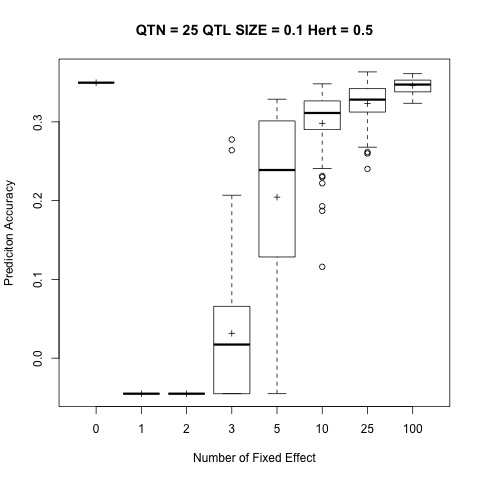 QTN = 25 QTL SIZE = 0.1 Hert = 0.5
Prediciton Accuracy
0.3
0.2
0.1
0.0
0 1 2 3 5 10 25 100
Number of Fixed Effect